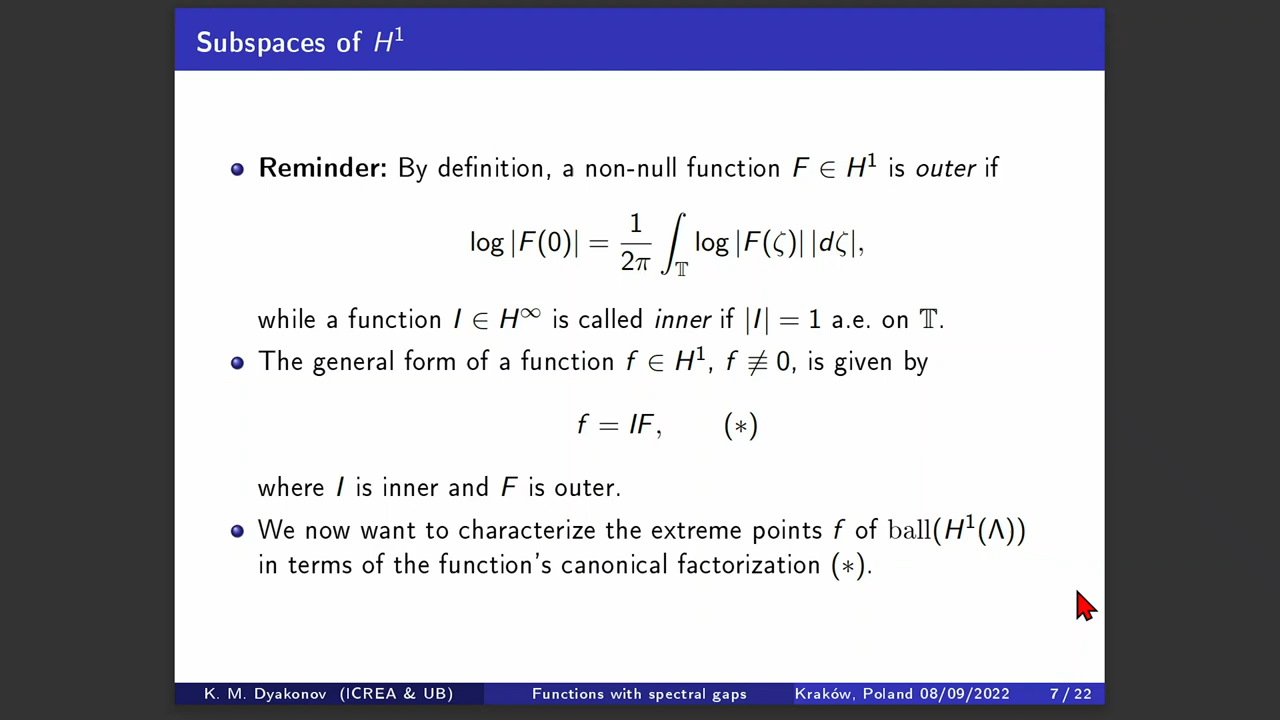 Subspaces of H¹
Reminder: By definition, a non-null function F ∈ H¹ is outer if
log |F(0)| = 1/2π ∫_𝕋 log |F(ζ)| |dζ|,
while a function I ∈ H^∞ is called inner if |I| = 1 a.e. on 𝕋.
The general form of a function f ∈ H¹, f ≢ 0, is given by
f = IF, (∗)
where I is inner and F is outer.
We now want to characterize the extreme points f of ball(H¹(Λ))
in terms of the function's canonical factorization (∗).
K. M. Dyakonov (ICREA & UB) Functions with spectral gaps Kraków, Poland 08/09/2022 7 / 22